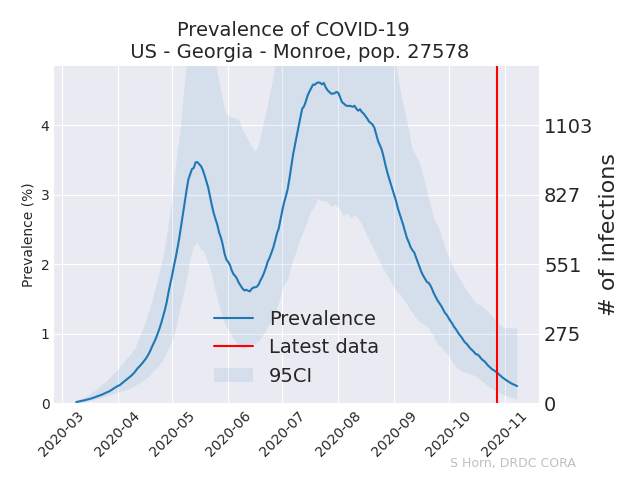 Prevalence of COVID-19
US - Georgia - Monroe, pop. 27578
Prevalence (%)
4
3
2
1
0
1103
827
551
275
0
# of infections
Prevalence
Latest data
95CI
2020-03
2020-04
2020-05
2020-06
2020-07
2020-08
2020-09
2020-10
2020-11
S Horn, DRDC CORA